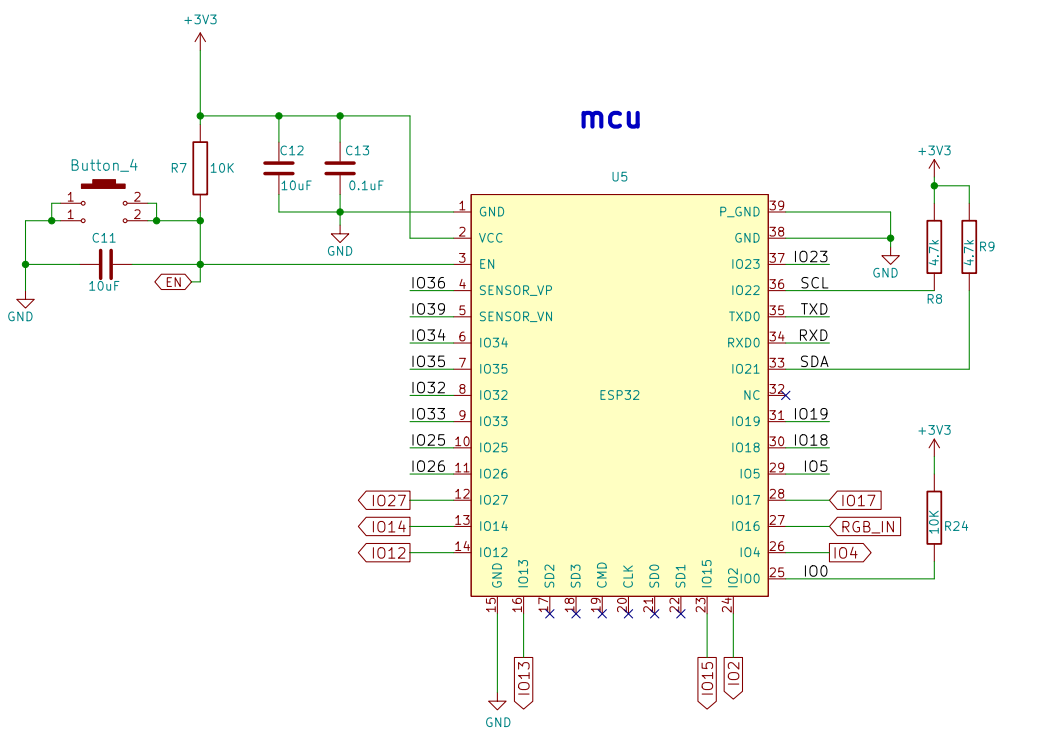 +3V3
mcu
Button_4
R7
10K
C12
10uF
C13
0.1uF
1
2
1
2
C11
10uF
EN
GND
GND
U5
ESP32
1 GND
2 VCC
3 EN
IO36 4 SENSOR_VP
IO39 5 SENSOR_VN
IO34 6 IO34
IO35 7 IO35
IO32 8 IO32
IO33 9 IO33
IO25 10 IO25
IO26 11 IO26
IO27 12 IO27
IO14 13 IO14
IO12 14 IO12
P_GND 39
GND 38
IO23 37 IO23
IO22 36 SCL
TXD0 35 TXD
RXD0 34 RXD
IO21 33 SDA
NC 32
IO19 31 IO19
IO18 30 IO18
IO5 29 IO5
IO17 28 IO17
IO16 27 RGB_IN
IO4 26 IO4
IO0 25 IO0
GND 15
IO13 16 IO13
SD2 17
SD3 18
CMD 19
CLK 20
SD0 21
SD1 22
IO15 23 IO15
IO2 24 IO2
GND
GND
+3V3
4.7k
R8
4.7k
R9
+3V3
10K
R24